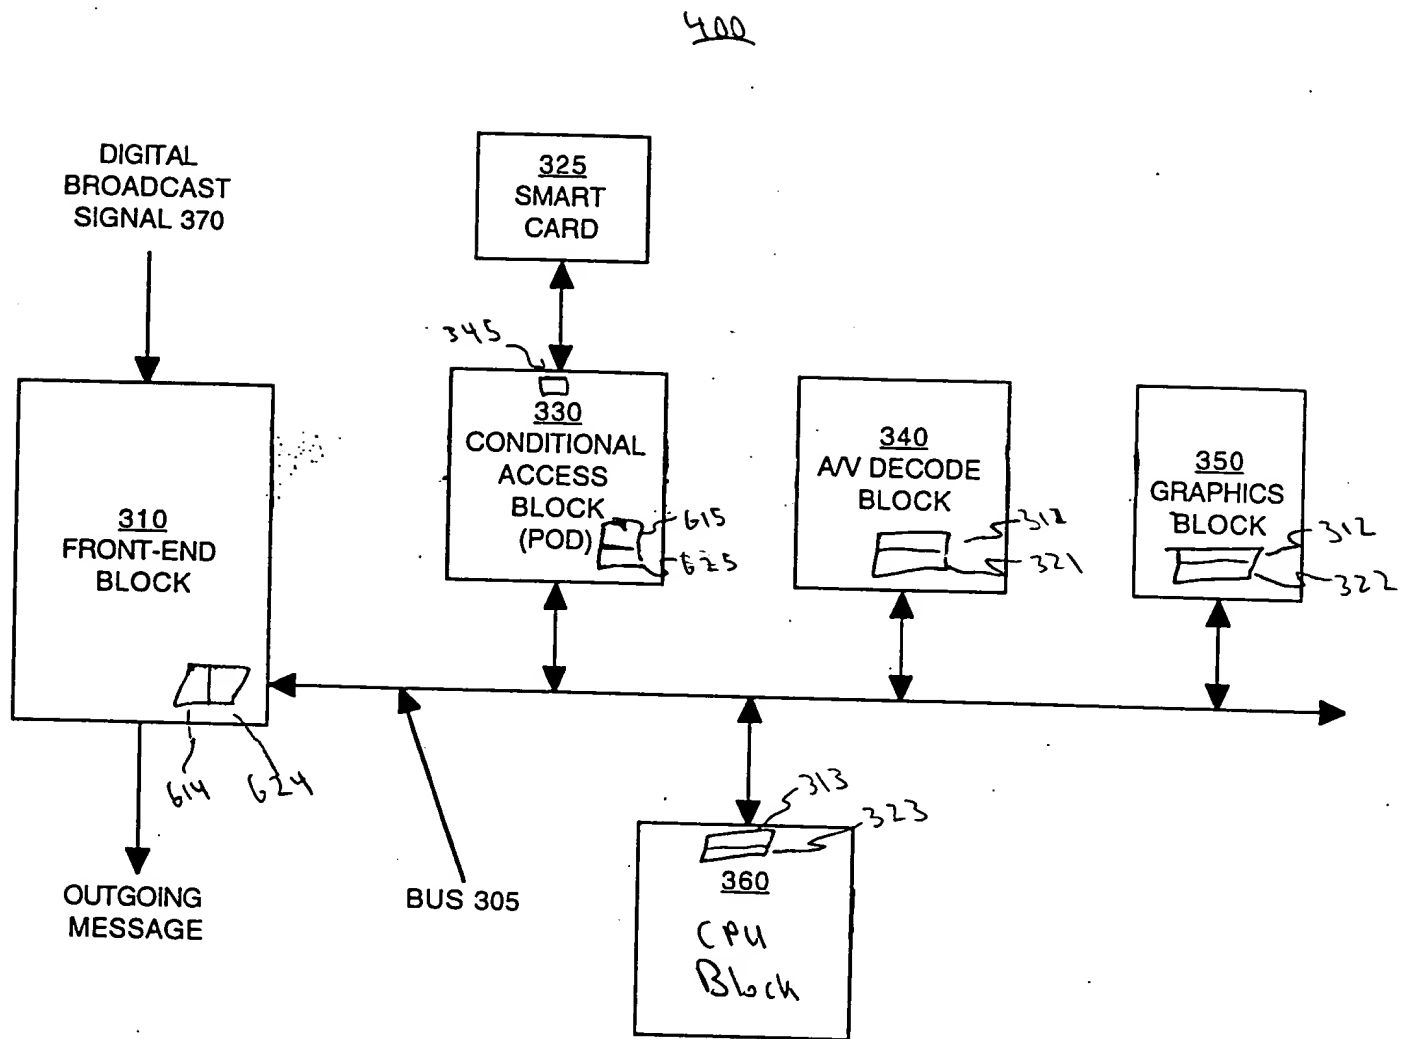 400
DIGITAL
BROADCAST
SIGNAL 370
325
SMART
CARD
345
330
CONDITIONAL
ACCESS
BLOCK
(POD)
615
625
340
A/V DECODE
BLOCK
312
321
350
GRAPHICS
BLOCK
312
322
310
FRONT-END
BLOCK
614
624
OUTGOING
MESSAGE
BUS 305
313
323
360
CPU
Block